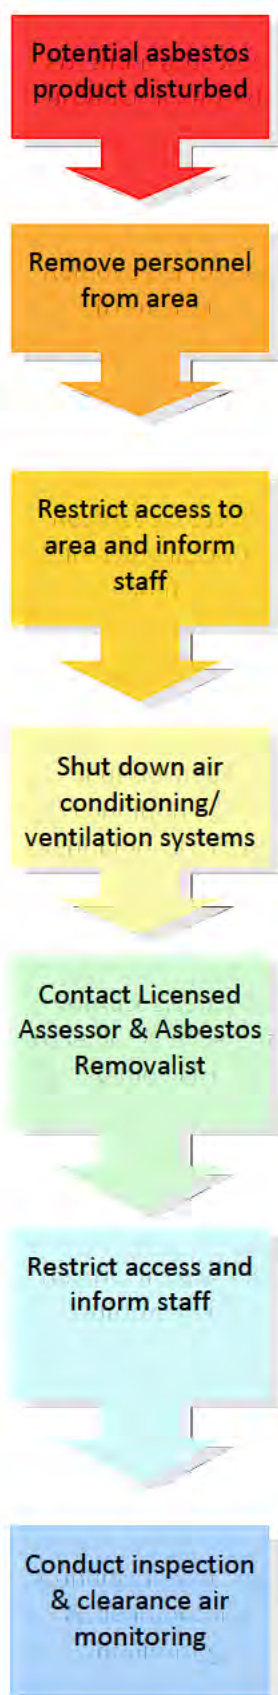 Potential asbestos
product disturbed
Remove personnel
from area
Restrict access to
area and inform
staff
Shut down air
conditioning/
ventilation systems
Contact Licensed
Assessor & Asbestos
Removalist
Restrict access and
inform staff
Conduct inspection
& clearance air
monitoring